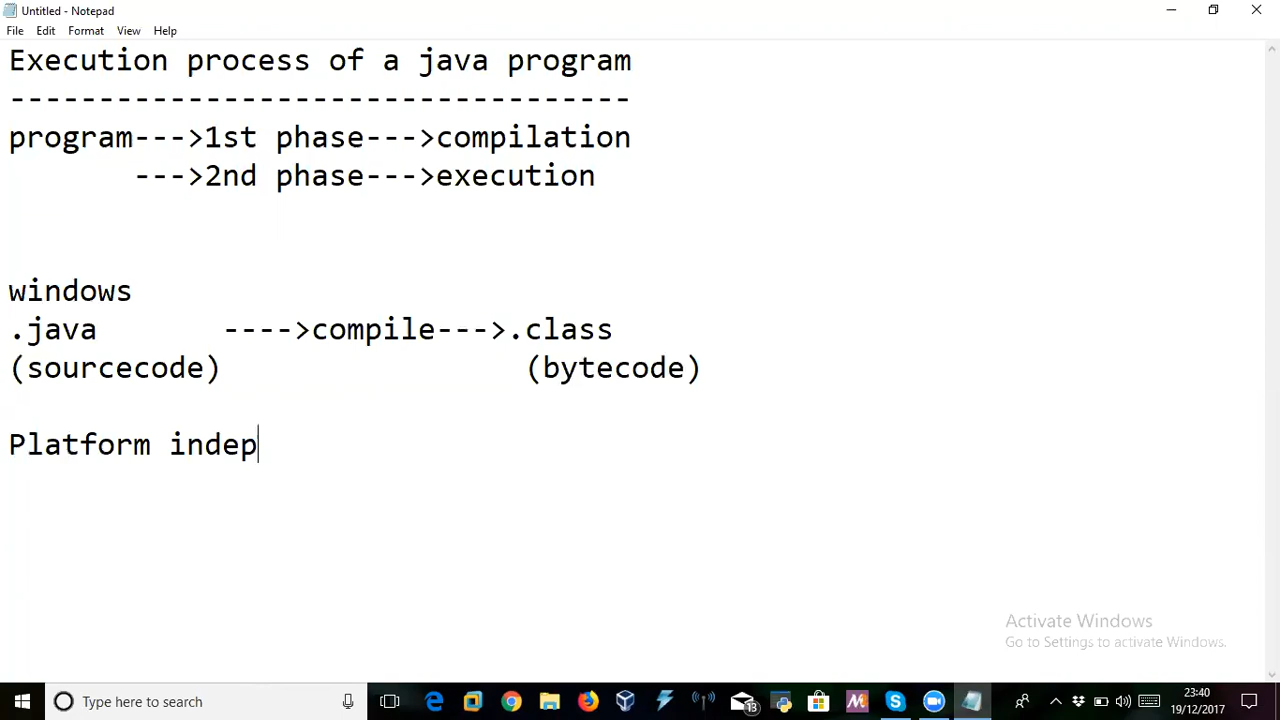 Untitled - Notepad
File Edit Format View Help
Execution process of a java program
-----------------------------------
program--->1st phase--->compilation
--->2nd phase--->execution
windows
.java ---->compile--->.class
(sourcecode) (bytecode)
Platform indep
Activate Windows
Go to Settings to activate Windows.
Type here to search
13
23:40
19/12/2017